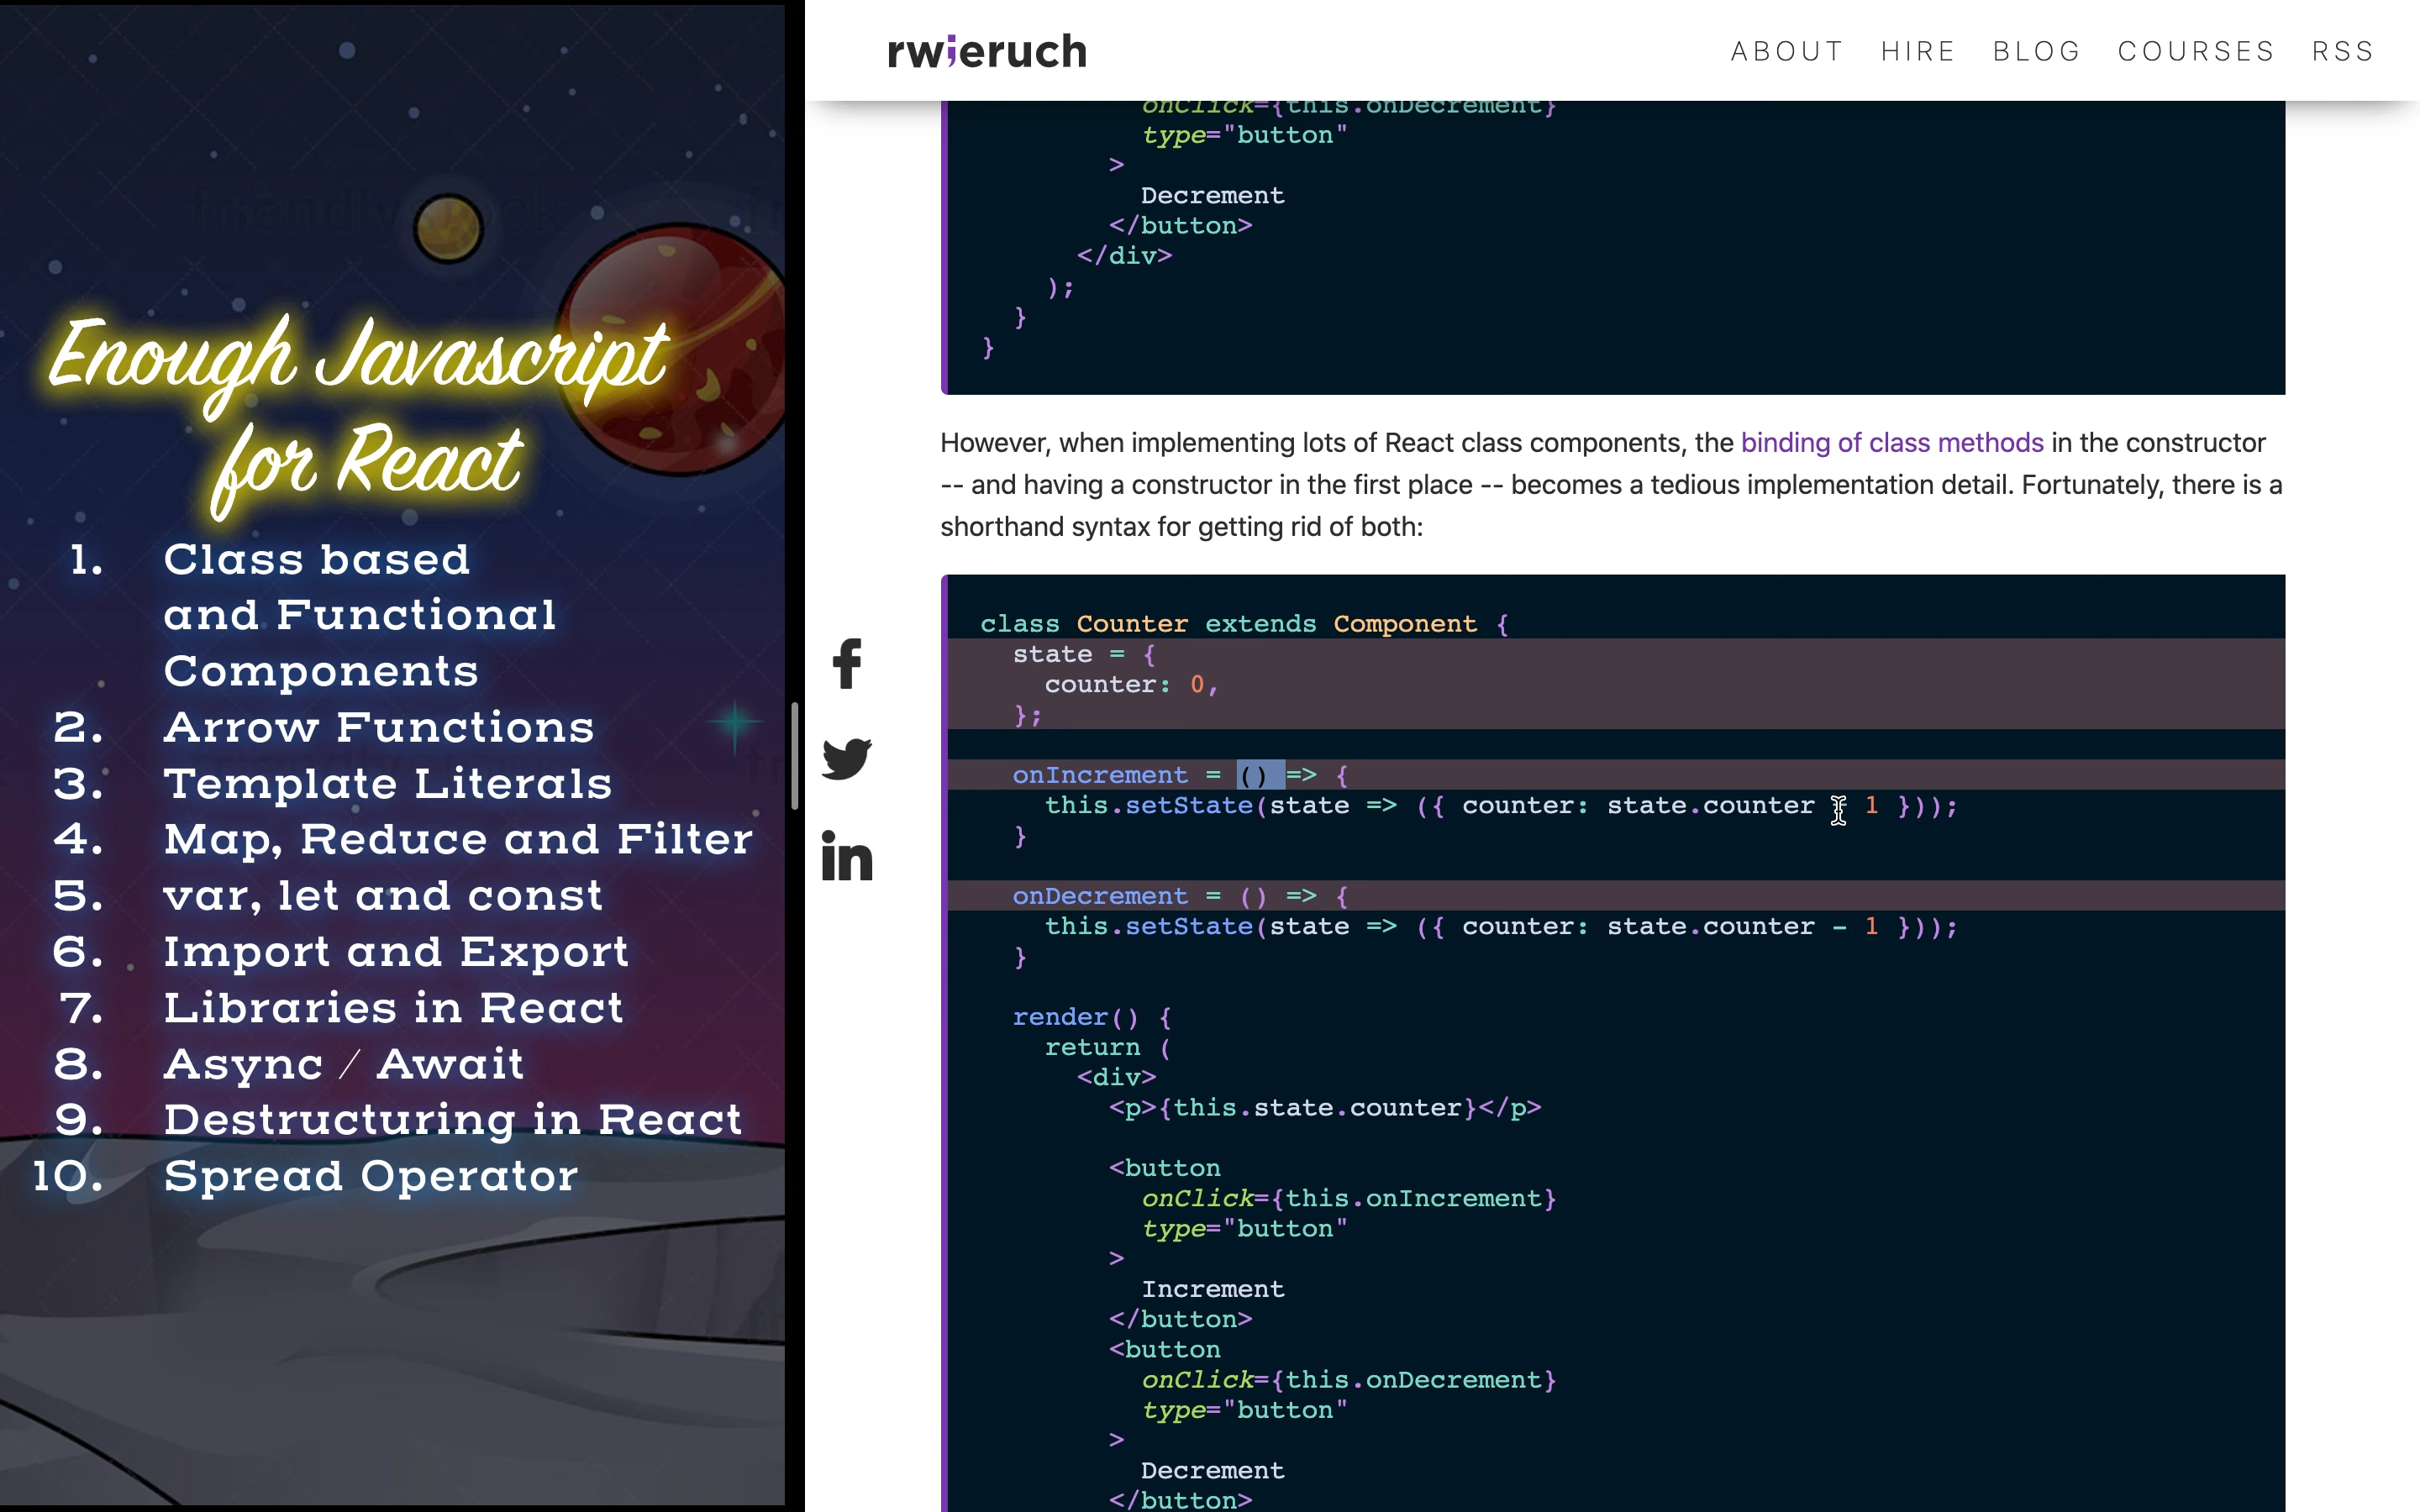 Enough Javascript
for React
1. Class based
and Functional
Components
2. Arrow Functions
3. Template Literals
4. Map, Reduce and Filter
5. var, let and const
6. Import and Export
7. Libraries in React
8. Async / Await
9. Destructuring in React
10. Spread Operator
rwieruch
ABOUT HIRE BLOG COURSES RSS
onClick={this.onDecrement}
type="button"
>
Decrement
</button>
</div>
);
}
}
However, when implementing lots of React class components, the binding of class methods in the constructor
-- and having a constructor in the first place -- becomes a tedious implementation detail. Fortunately, there is a
shorthand syntax for getting rid of both:
class Counter extends Component {
state = {
counter: 0,
};
onIncrement = () => {
this.setState(state => ({ counter: state.counter 1 }));
}
onDecrement = () => {
this.setState(state => ({ counter: state.counter - 1 }));
}
render() {
return (
<div>
<p>{this.state.counter}</p>
<button
onClick={this.onIncrement}
type="button"
>
Increment
</button>
<button
onClick={this.onDecrement}
type="button"
>
Decrement
</button>